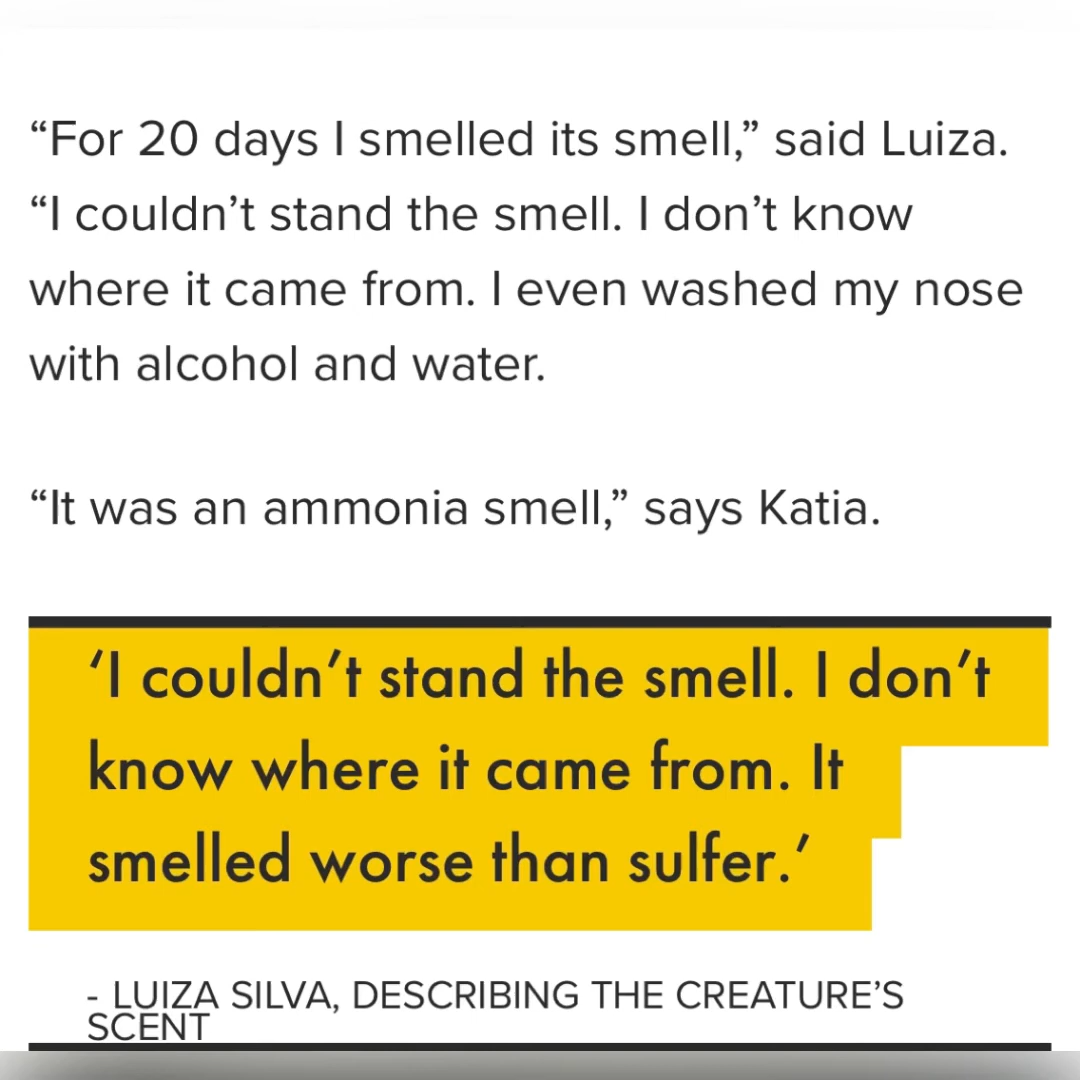 “For 20 days I smelled its smell,” said Luiza.
“I couldn’t stand the smell. I don’t know
where it came from. I even washed my nose
with alcohol and water.
“It was an ammonia smell,” says Katia.
‘I couldn’t stand the smell. I don’t
know where it came from. It
smelled worse than sulfer.’
- LUIZA SILVA, DESCRIBING THE CREATURE’S
SCENT